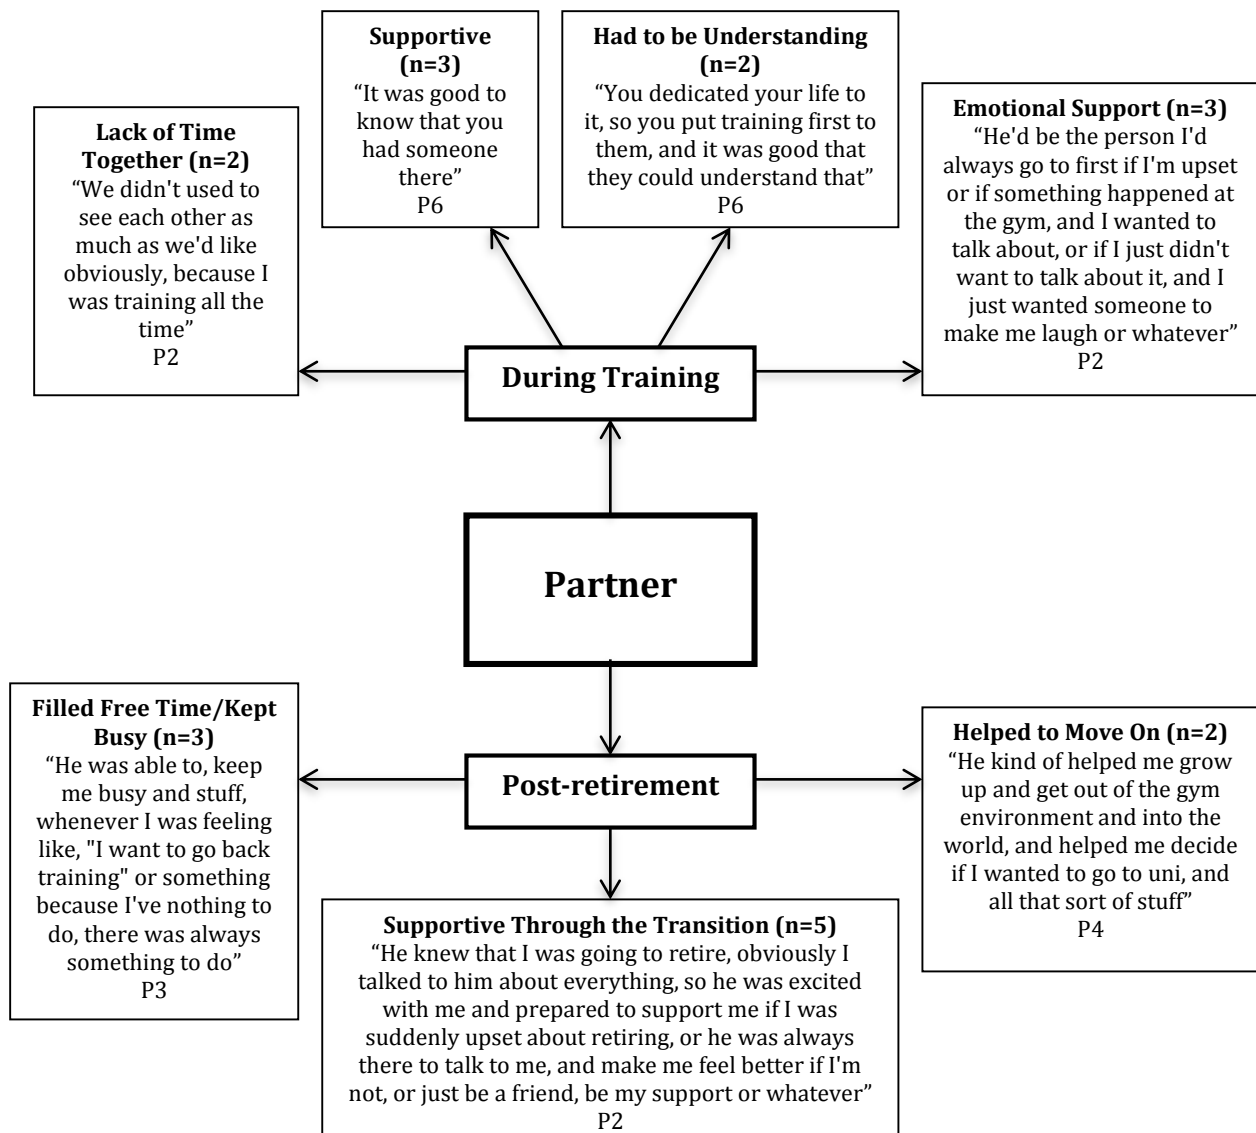 Supportive
(n=3)
“It was good to
know that you
had someone
there”
P6
Had to be Understanding
(n=2)
“You dedicated your life to
it, so you put training first to
them, and it was good that
they could understand that”
P6
Lack of Time
Together (n=2)
“We didn't used to
see each other as
much as we'd like
obviously, because I
was training all the
time”
P2
Emotional Support (n=3)
“He'd be the person I'd
always go to first if I'm upset
or if something happened at
the gym, and I wanted to
talk about, or if I just didn't
want to talk about it, and I
just wanted someone to
make me laugh or whatever”
P2
During Training
Partner
Filled Free Time/Kept
Busy (n=3)
“He was able to, keep
me busy and stuff,
whenever I was feeling
like, "I want to go back
training" or something
because I've nothing to
do, there was always
something to do”
P3
Post-retirement
Helped to Move On (n=2)
“He kind of helped me grow
up and get out of the gym
environment and into the
world, and helped me decide
if I wanted to go to uni, and
all that sort of stuff”
P4
Supportive Through the Transition (n=5)
“He knew that I was going to retire, obviously I
talked to him about everything, so he was excited
with me and prepared to support me if I was
suddenly upset about retiring, or he was always
there to talk to me, and make me feel better if I'm
not, or just be a friend, be my support or whatever”
P2